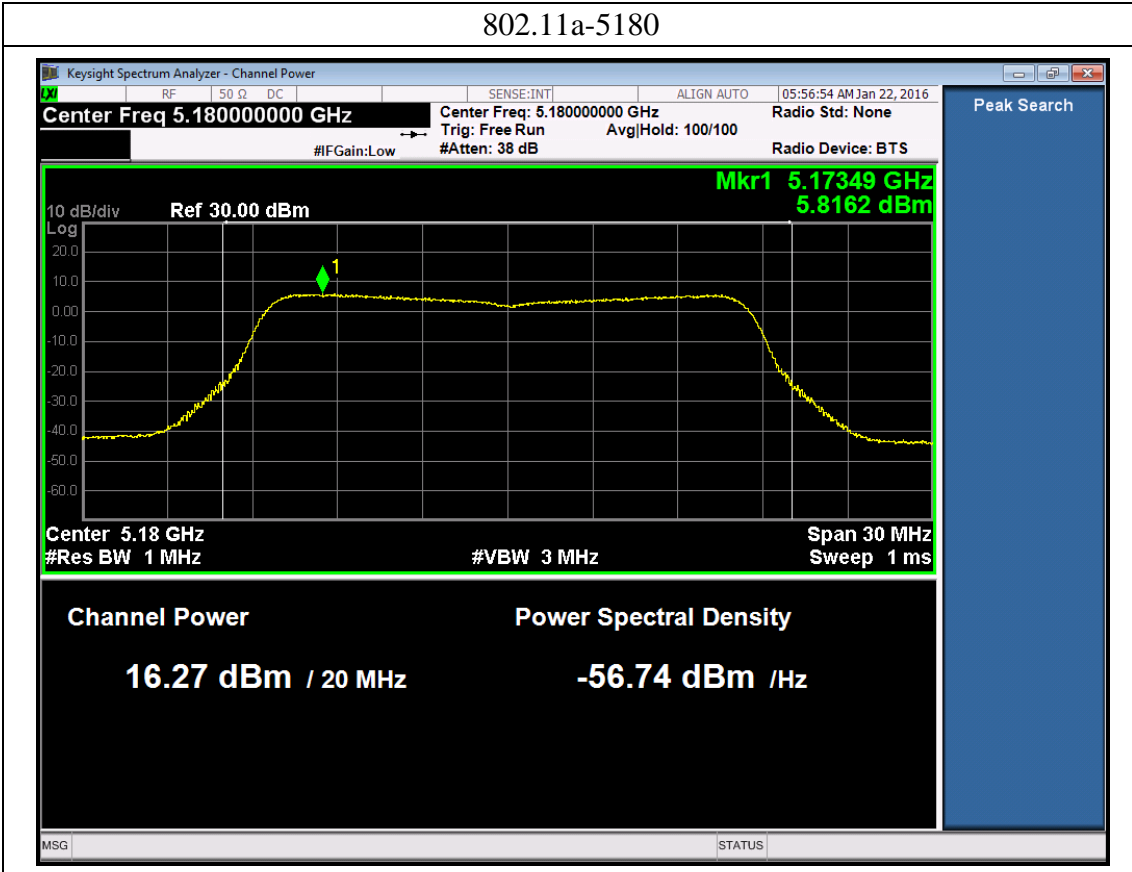 802.11a-5180
Keysight Spectrum Analyzer - Channel Power
LXI RF 50 Ω DC SENSE:INT ALIGN AUTO 05:56:54 AM Jan 22, 2016
Center Freq 5.180000000 GHz
Center Freq: 5.180000000 GHz Radio Std: None
Trig: Free Run Avg|Hold: 100/100
#IFGain:Low #Atten: 38 dB Radio Device: BTS
Peak Search
Mkr1 5.17349 GHz
5.8162 dBm
10 dB/div Ref 30.00 dBm
Log
20.0
10.0
0.00
-10.0
-20.0
-30.0
-40.0
-50.0
-60.0
1
Center 5.18 GHz Span 30 MHz
#Res BW 1 MHz #VBW 3 MHz Sweep 1 ms
Channel Power Power Spectral Density
16.27 dBm / 20 MHz -56.74 dBm /Hz
MSG STATUS